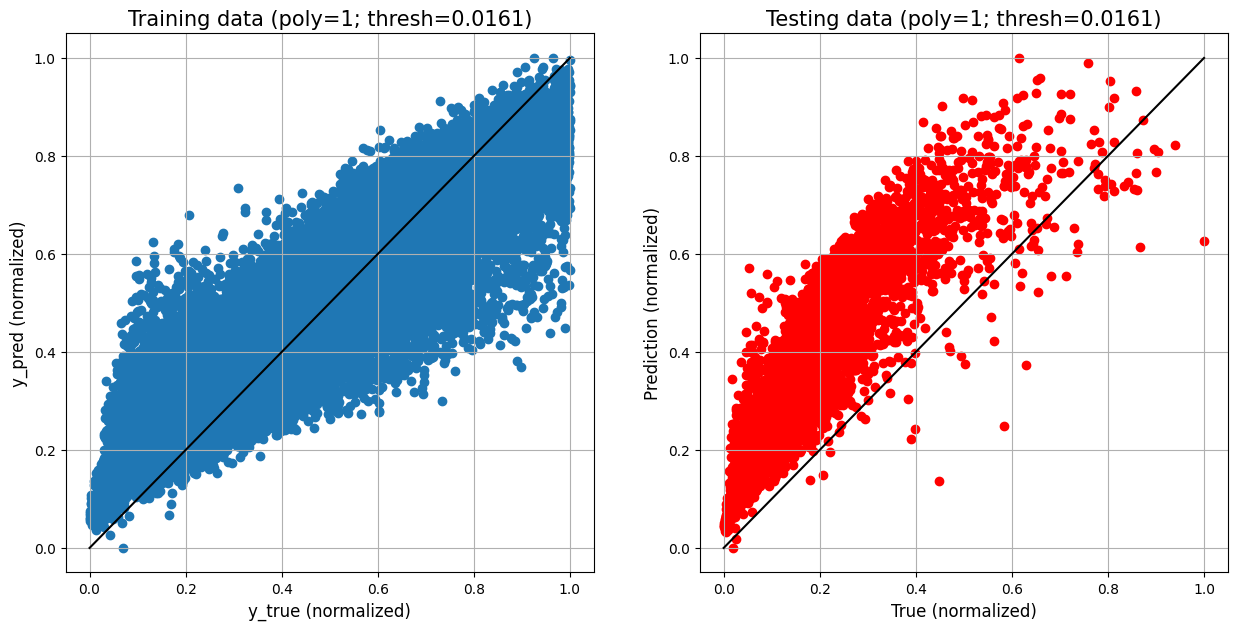 Training data (poly=1; thresh=0.0161)
1.0
0.8
0.6
0.4
0.2
0.0
y_pred (normalized)
0.0 0.2 0.4 0.6 0.8 1.0
y_true (normalized)
Testing data (poly=1; thresh=0.0161)
1.0
0.8
0.6
0.4
0.2
0.0
Prediction (normalized)
0.0 0.2 0.4 0.6 0.8 1.0
True (normalized)